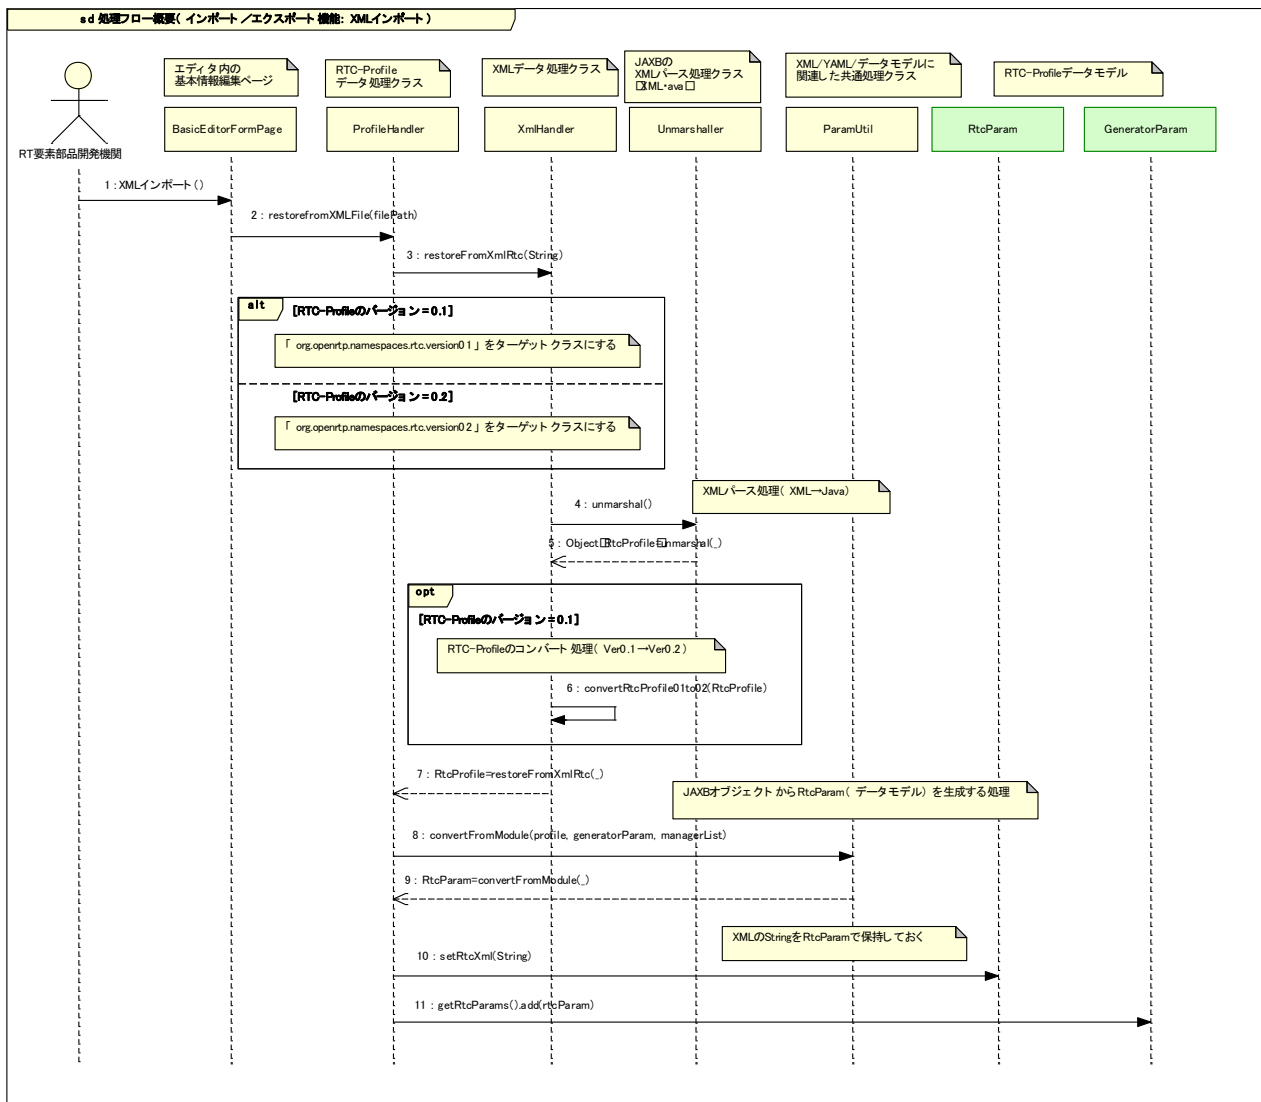 sd 処理フロー概要( インポート ／エクスポート 機能: XMLインポート )
エディタ内の
基本情報編集ページ
RTC-Profile
データ処理クラス
XMLデータ処理クラス
JAXBの
XMLパース処理クラス
□XML・ava□
XML/YAML/データモデルに
関連した共通処理クラス
RTC-Profileデータモデル
RT要素部品開発機関
BasicEditorFormPage
ProfileHandler
XmlHandler
Unmarshaller
ParamUtil
RtcParam
GeneratorParam
1 : XMLインポート ()
2 : restorefromXMLFile(filePath)
3 : restoreFromXmlRtc(String)
alt
[RTC-Profileのバージョン = 0.1]
「 org.openrtp.namespaces.rtc.version01 」をターゲット クラスにする
[RTC-Profileのバージョン = 0.2]
「 org.openrtp.namespaces.rtc.version02 」をターゲット クラスにする
XMLパース処理( XML→Java)
4 : unmarshal()
5 : Object□RtcProfile=□unmarshal(_)
opt
[RTC-Profileのバージョン = 0.1]
RTC-Profileのコンバート 処理( Ver0.1→Ver0.2 )
6 : convertRtcProfile01to02(RtcProfile)
7 : RtcProfile=restoreFromXmlRtc(_)
JAXBオブジェクト からRtcParam( データモデル) を生成する処理
8 : convertFromModule(profile, generatorParam, managerList)
9 : RtcParam=convertFromModule(_)
XMLのStringをRtcParamで保持しておく
10 : setRtcXml(String)
11 : getRtcParams().add(rtcParam)